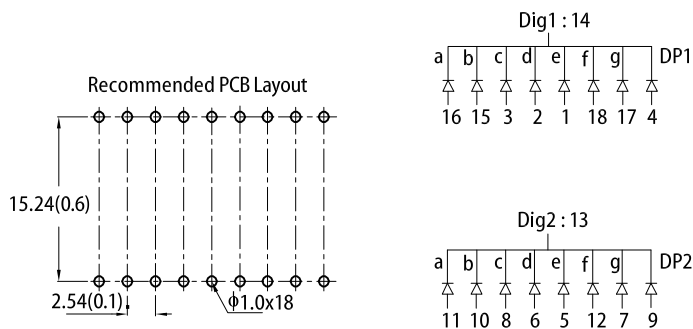 Recommended PCB Layout
15.24(0.6)
2.54(0.1)
ϕ1.0x18
Dig1 : 14
a b c d e f g DP1
16 15 3 2 1 18 17 4
Dig2 : 13
a b c d e f g DP2
11 10 8 6 5 12 7 9